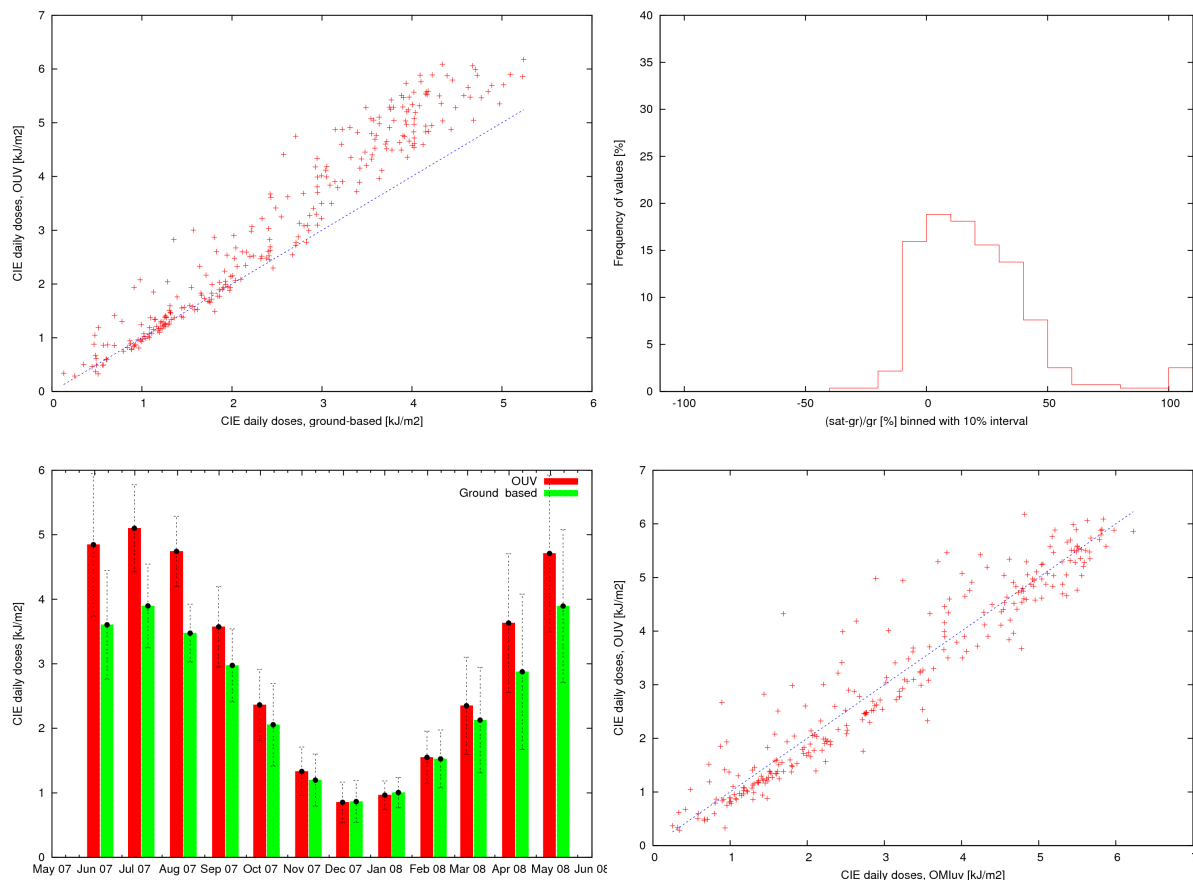 7
6
5
4
3
2
1
0
CIE daily doses, OUV [kJ/m2]
0 1 2 3 4 5 6
CIE daily doses, ground-based [kJ/m2]
40
35
30
25
20
15
10
5
0
Frequency of values [%]
-100 -50 0 50 100
(sat-gr)/gr [%] binned with 10% interval
6
5
4
3
2
1
0
CIE daily doses [kJ/m2]
OUV
Ground based
May 07 Jun 07 Jul 07 Aug 07 Sep 07 Oct 07 Nov 07 Dec 07 Jan 08 Feb 08 Mar 08 Apr 08 May 08 Jun 08
7
6
5
4
3
2
1
0
CIE daily doses, OUV [kJ/m2]
0 1 2 3 4 5 6
CIE daily doses, OMIuv [kJ/m2]